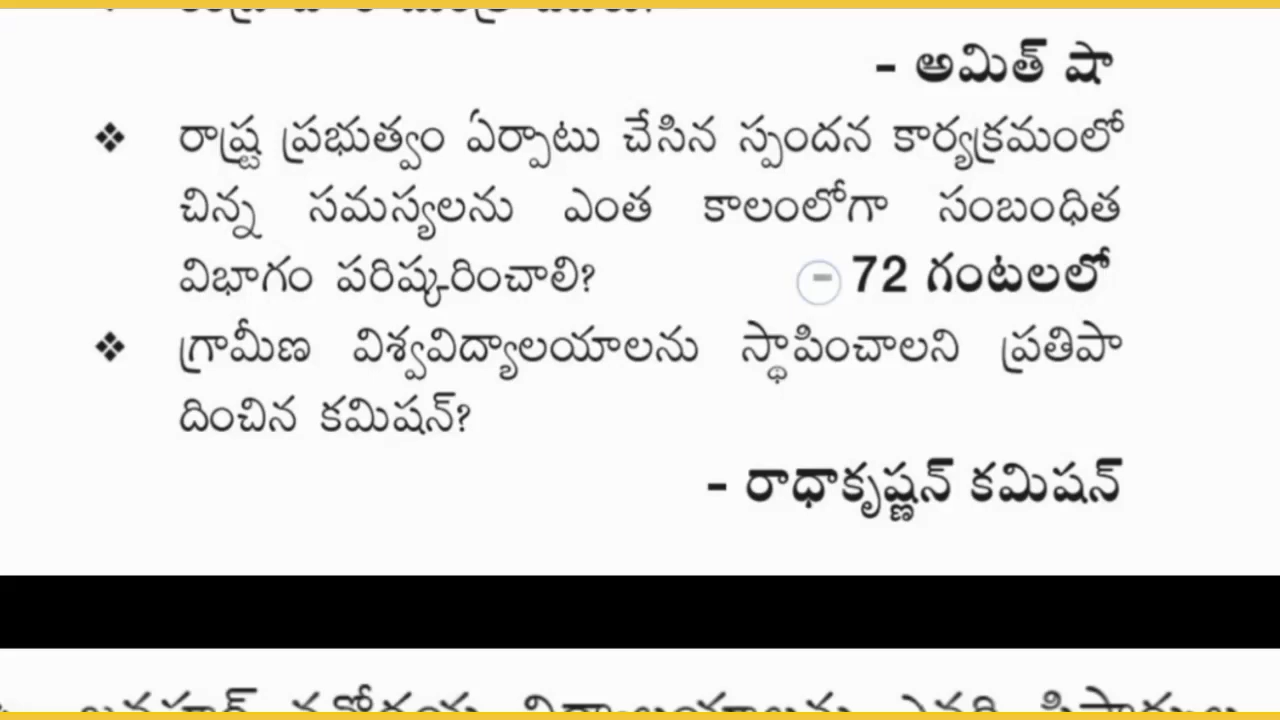 - అమిత్ షా
❖ రాష్ట్ర ప్రభుత్వం ఏర్పాటు చేసిన స్పందన కార్యక్రమంలో
చిన్న సమస్యలను ఎంత కాలంలోగా సంబంధిత
విభాగం పరిష్కరించాలి? - 72 గంటలలో
❖ గ్రామీణ విశ్వవిద్యాలయాలను స్థాపించాలని ప్రతిపా
దించిన కమిషన్?
- రాధాకృష్ణన్ కమిషన్